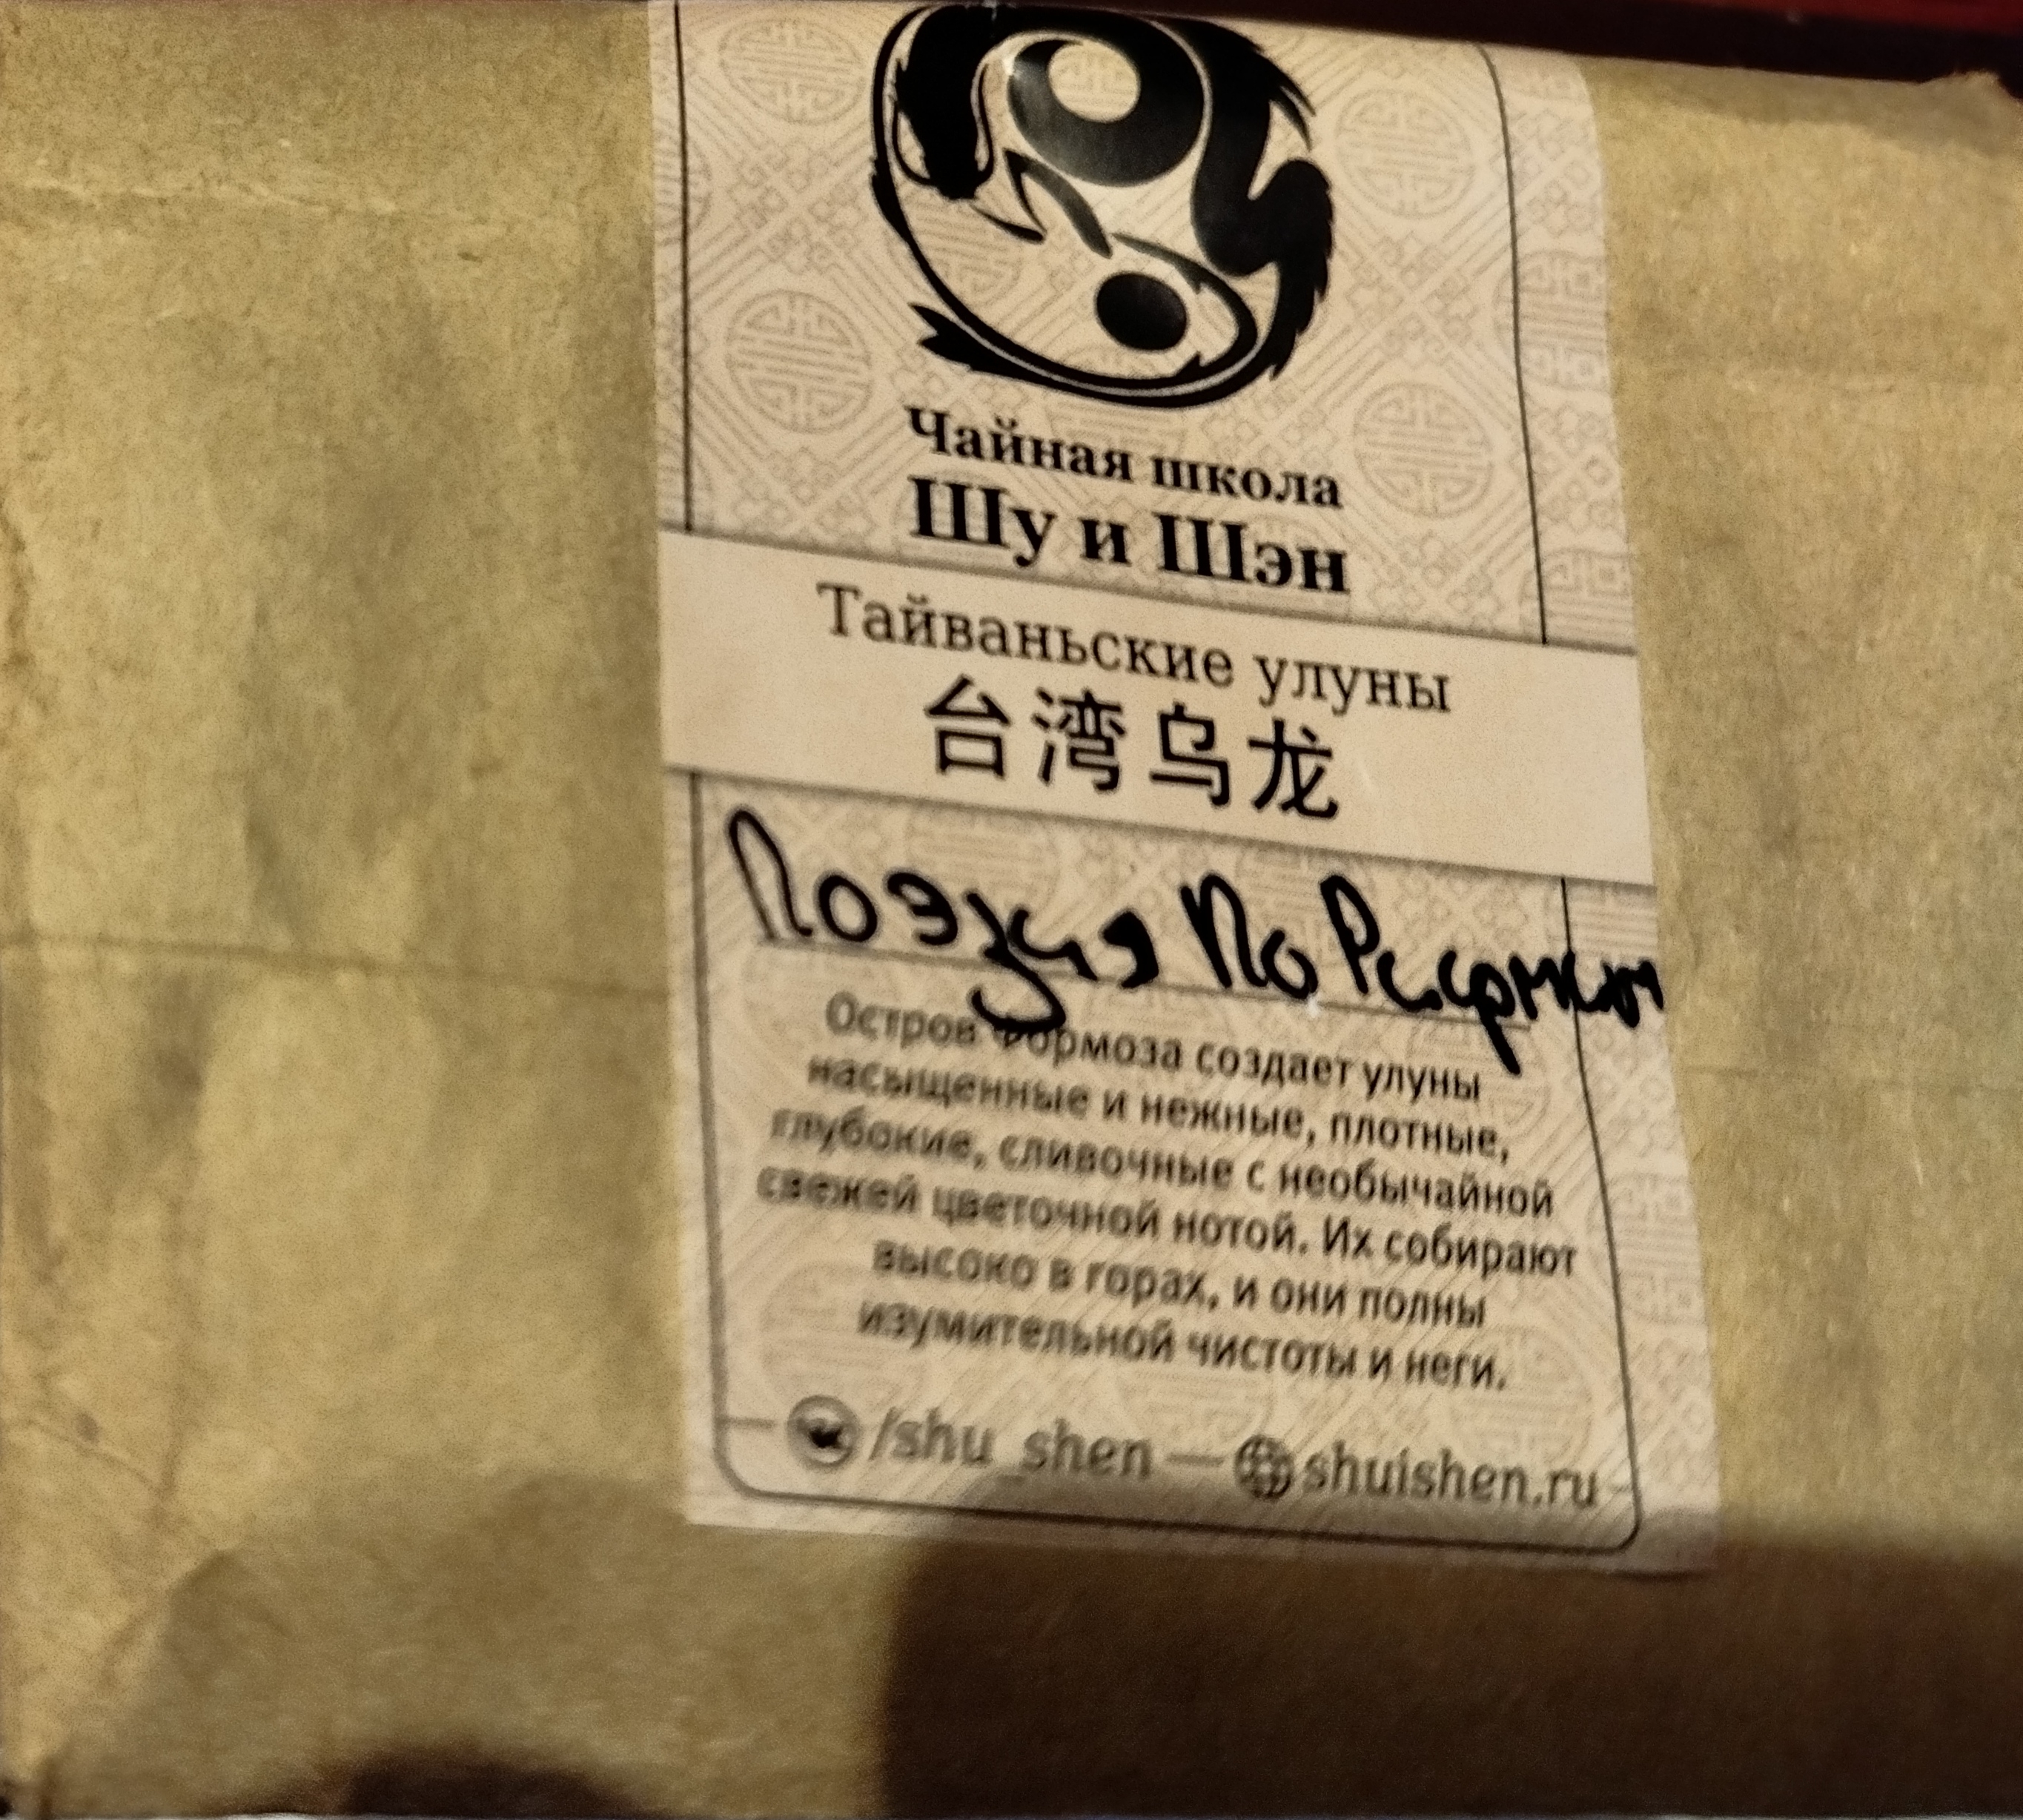 Чайная школа
Шу и Шэн
Тайваньские улуны
台湾乌龙
Поэзия По
Остров Формоза создает улуны
насыщенные и нежные, плотные,
глубокие, сливочные с необычайной
свежей цветочной нотой. Их собирают
высоко в горах, и они полны
изумительной чистоты и неги.
/shu_shen — shuishen.ru